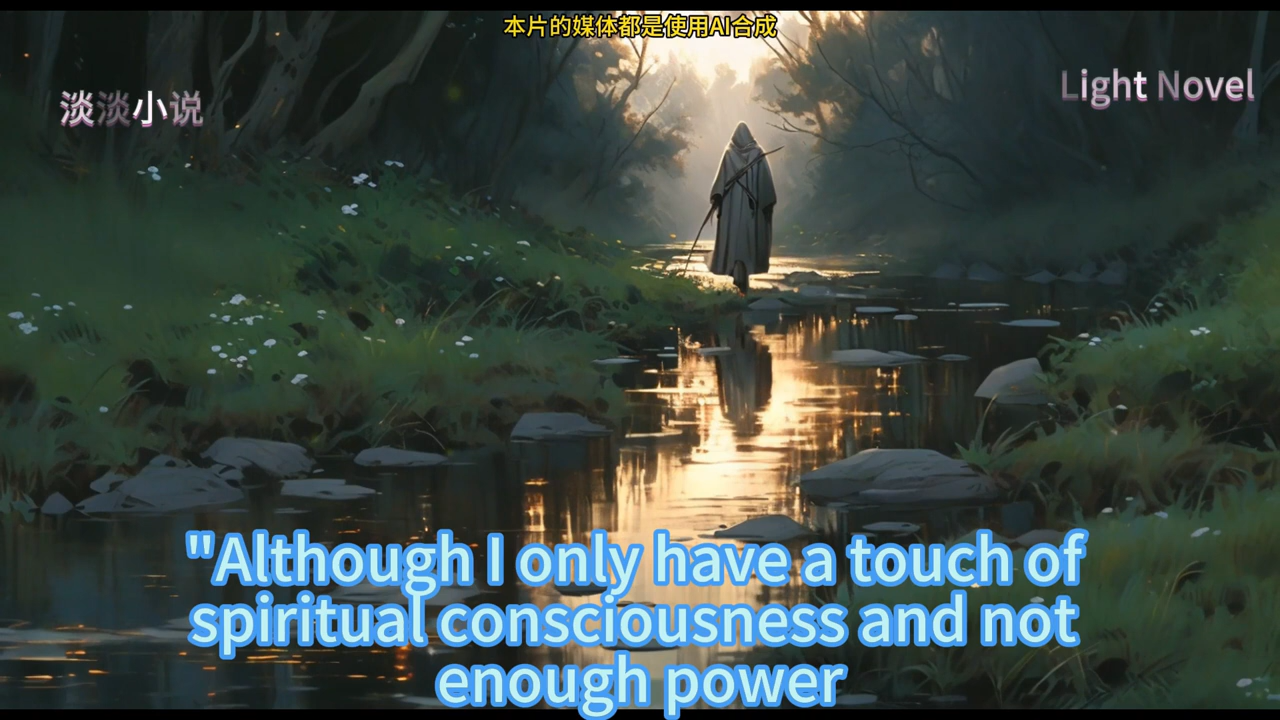 本片的媒体都是使用AI合成
淡淡小说
Light Novel
"Although I only have a touch of
spiritual consciousness and not
enough power